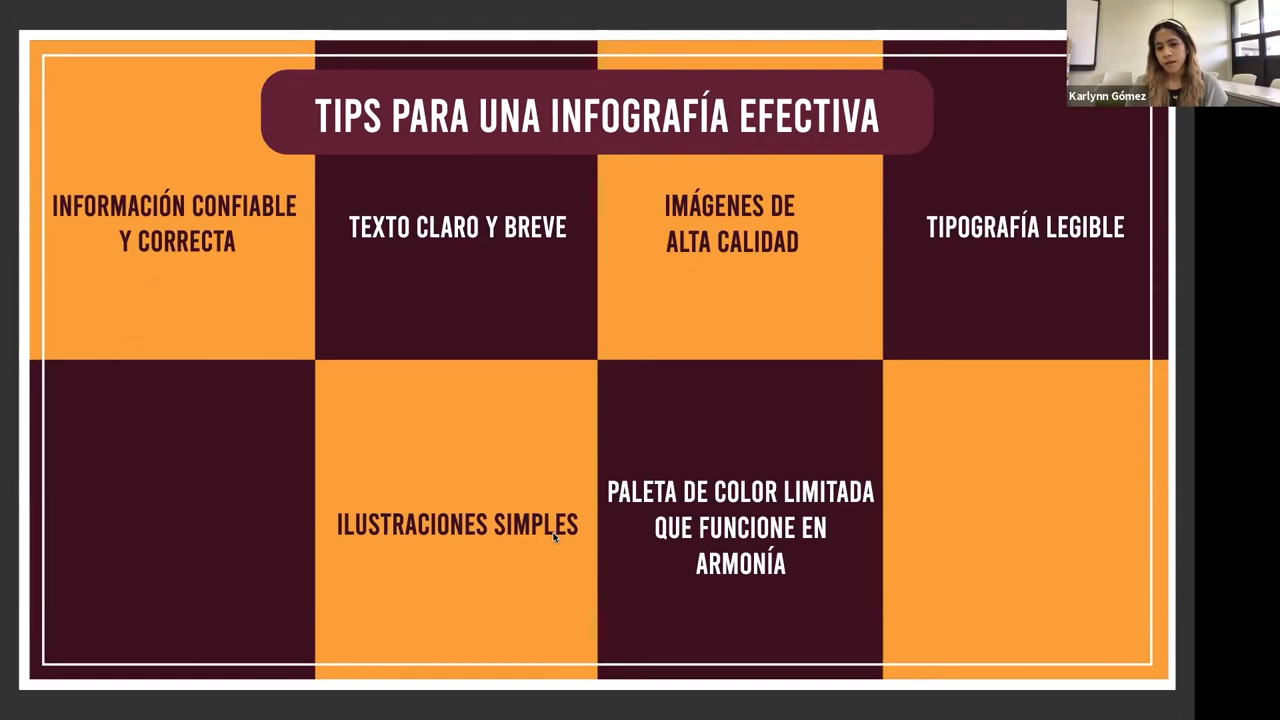 TIPS PARA UNA INFOGRAFÍA EFECTIVA
INFORMACIÓN CONFIABLE
Y CORRECTA
TEXTO CLARO Y BREVE
IMÁGENES DE
ALTA CALIDAD
TIPOGRAFÍA LEGIBLE
ILUSTRACIONES SIMPLES
PALETA DE COLOR LIMITADA
QUE FUNCIONE EN
ARMONÍA
Karlynn Gómez